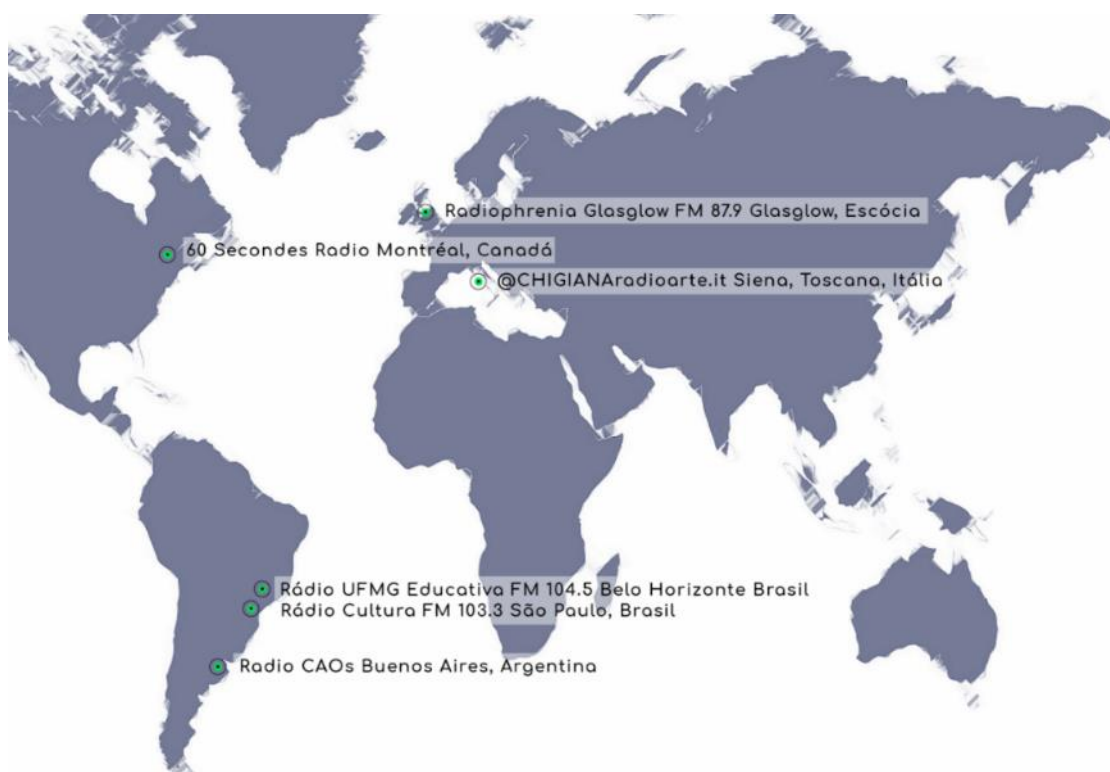 Radiophrenia Glasglow FM 87.9 Glasglow, Escócia
60 Secondes Radio Montréal, Canadá
@CHIGIANAradioarte.it Siena, Toscana, Itália
Rádio UFMG Educativa FM 104.5 Belo Horizonte Brasil
Rádio Cultura FM 103.3 São Paulo, Brasil
Radio CAOs Buenos Aires, Argentina